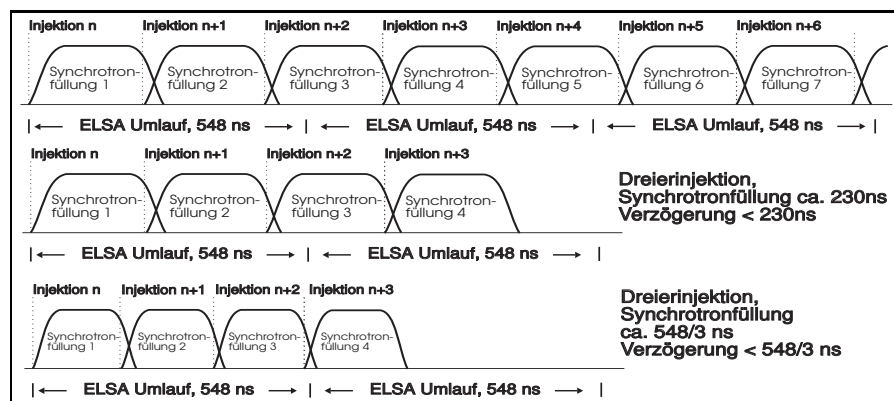 Injektion n Injektion n+1 Injektion n+2 Injektion n+3 Injektion n+4 Injektion n+5 Injektion n+6
Synchrotron- Synchrotron- Synchrotron- Synchrotron- Synchrotron- Synchrotron- Synchrotron-
füllung 1 füllung 2 füllung 3 füllung 4 füllung 5 füllung 6 füllung 7
ELSA Umlauf, 548 ns ELSA Umlauf, 548 ns ELSA Umlauf, 548 ns
Injektion n Injektion n+1 Injektion n+2 Injektion n+3
Synchrotron- Synchrotron- Synchrotron- Synchrotron-
füllung 1 füllung 2 füllung 3 füllung 4
Dreierinjektion,
Synchrotronfüllung ca. 230ns
Verzögerung < 230ns
ELSA Umlauf, 548 ns ELSA Umlauf, 548 ns
Injektion n Injektion n+1 Injektion n+2 Injektion n+3
Synchrotron- Synchrotron- Synchrotron- Synchrotron-
füllung 1 füllung 2 füllung 3 füllung 4
Dreierinjektion,
Synchrotronfüllung
ca. 548/3 ns
Verzögerung < 548/3 ns
ELSA Umlauf, 548 ns ELSA Umlauf, 548 ns